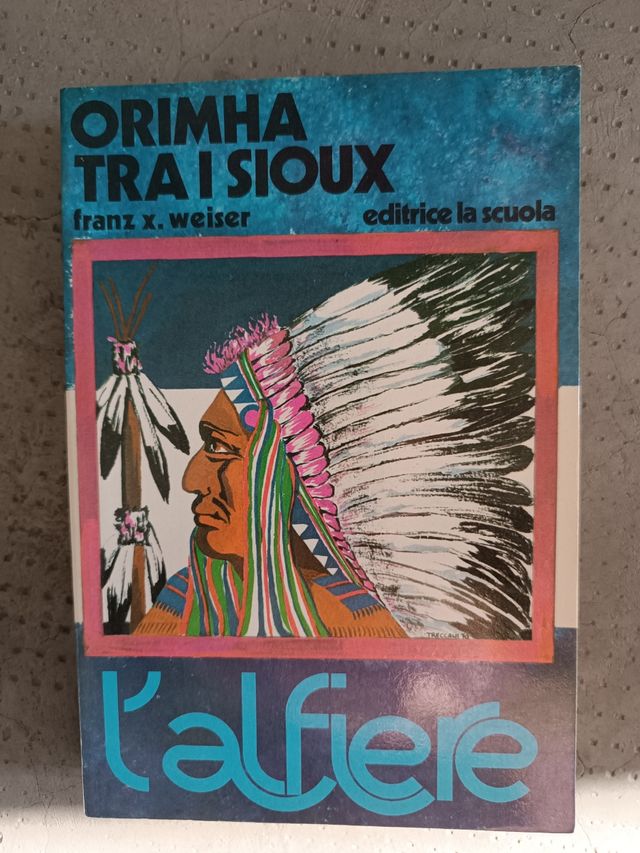 ORIMHA
TRA I SIOUX
franz x. weiser editrice la scuola
l'alfiere